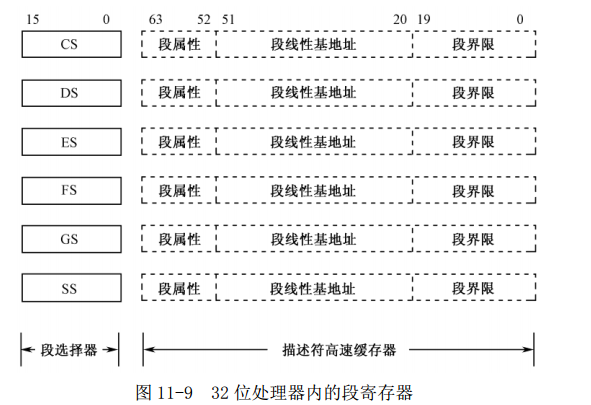 15 0 63 52 51 20 19 0
CS 段属性 段线性基地址 段界限
DS 段属性 段线性基地址 段界限
ES 段属性 段线性基地址 段界限
FS 段属性 段线性基地址 段界限
GS 段属性 段线性基地址 段界限
SS 段属性 段线性基地址 段界限
段选择器 描述符高速缓存器
图 11-9 32 位处理器内的段寄存器